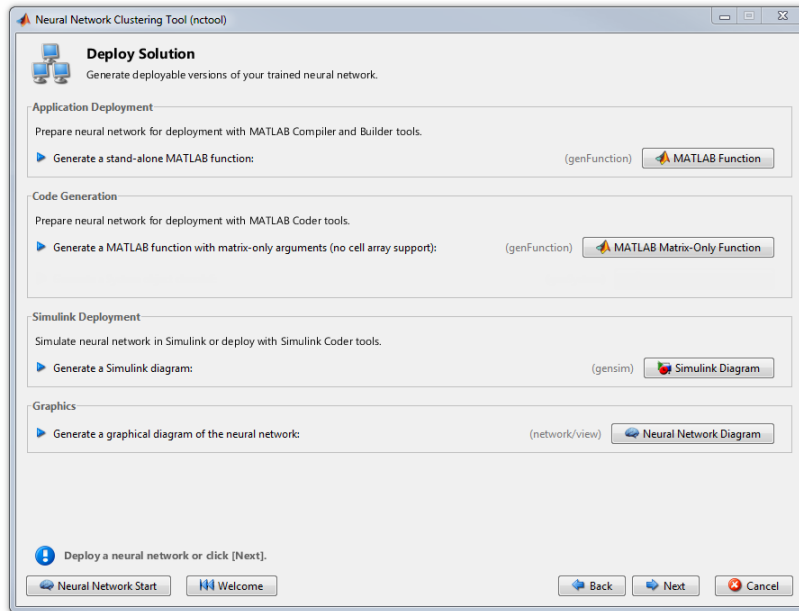 Neural Network Clustering Tool (nctool)
Deploy Solution
Generate deployable versions of your trained neural network.
Application Deployment
Prepare neural network for deployment with MATLAB Compiler and Builder tools.
Generate a stand-alone MATLAB function: (genFunction) MATLAB Function
Code Generation
Prepare neural network for deployment with MATLAB Coder tools.
Generate a MATLAB function with matrix-only arguments (no cell array support): (genFunction) MATLAB Matrix-Only Function
Simulink Deployment
Simulate neural network in Simulink or deploy with Simulink Coder tools.
Generate a Simulink diagram: (gensim) Simulink Diagram
Graphics
Generate a graphical diagram of the neural network: (network/view) Neural Network Diagram
Deploy a neural network or click [Next].
Neural Network Start Welcome Back Next Cancel